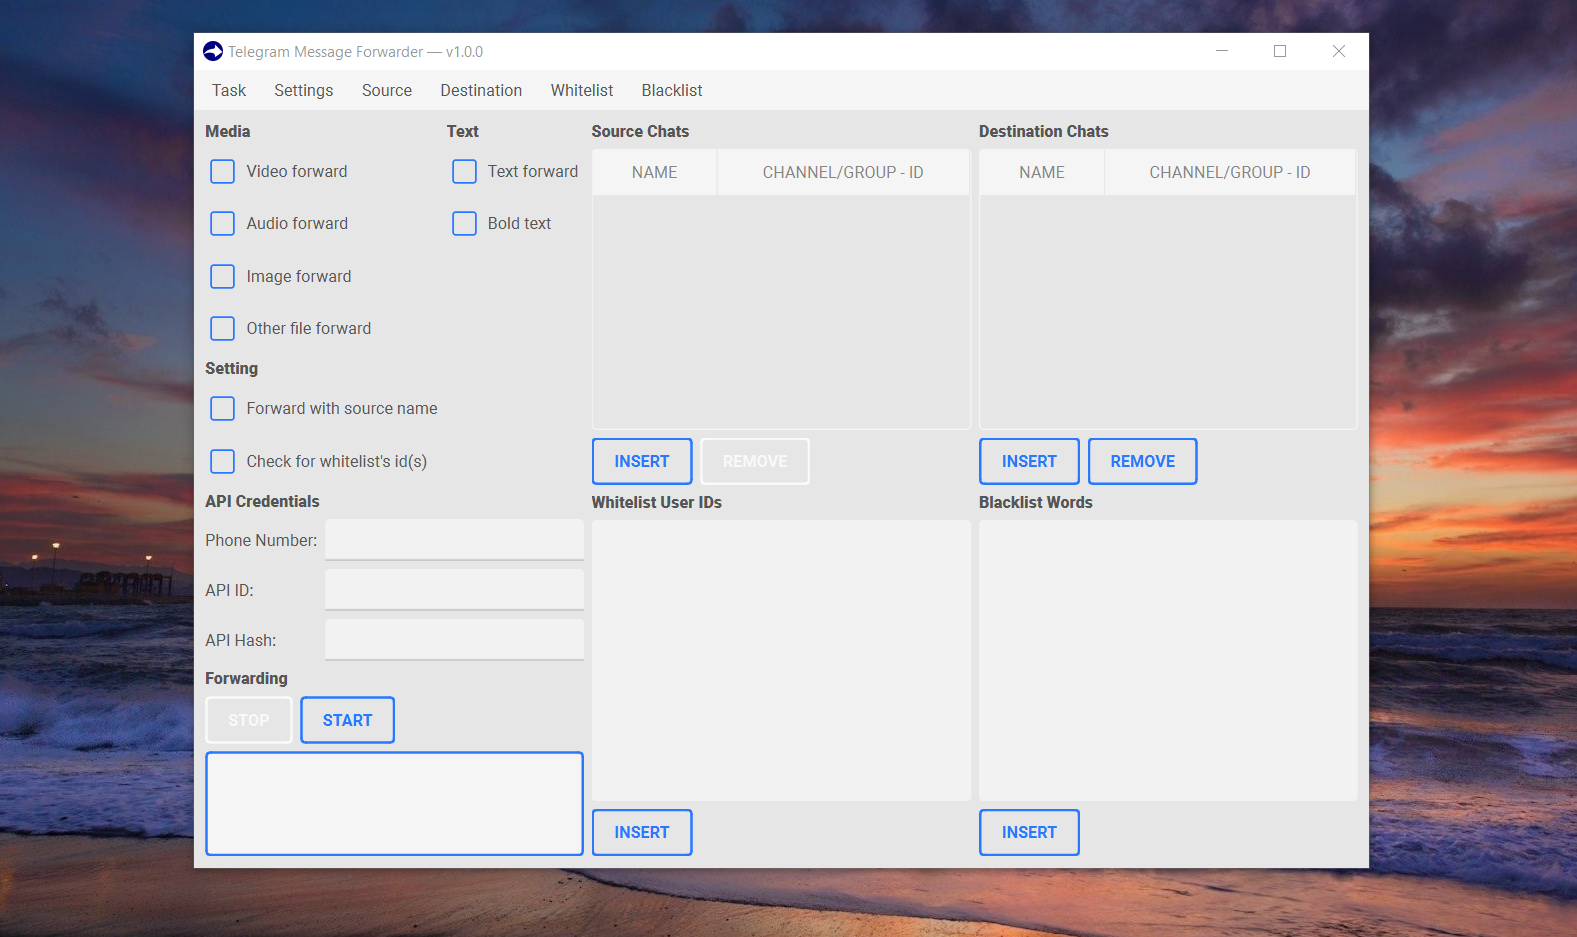 Telegram Message Forwarder — v1.0.0
Task Settings Source Destination Whitelist Blacklist
Media
Video forward
Audio forward
Image forward
Other file forward
Text
Text forward
Bold text
Setting
Forward with source name
Check for whitelist's id(s)
API Credentials
Phone Number:
API ID:
API Hash:
Forwarding
STOP START
Source Chats
NAME CHANNEL/GROUP - ID
INSERT REMOVE
Destination Chats
NAME CHANNEL/GROUP - ID
INSERT REMOVE
Whitelist User IDs
INSERT
Blacklist Words
INSERT